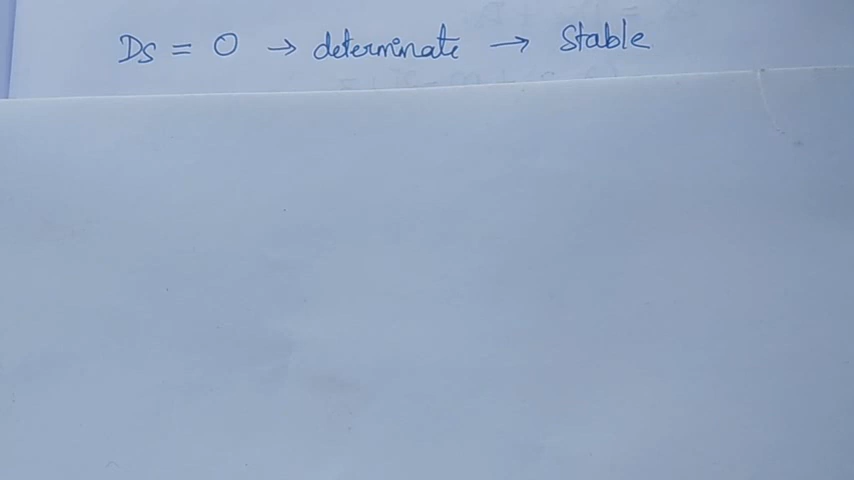 Ds = 0 → determinate → Stable